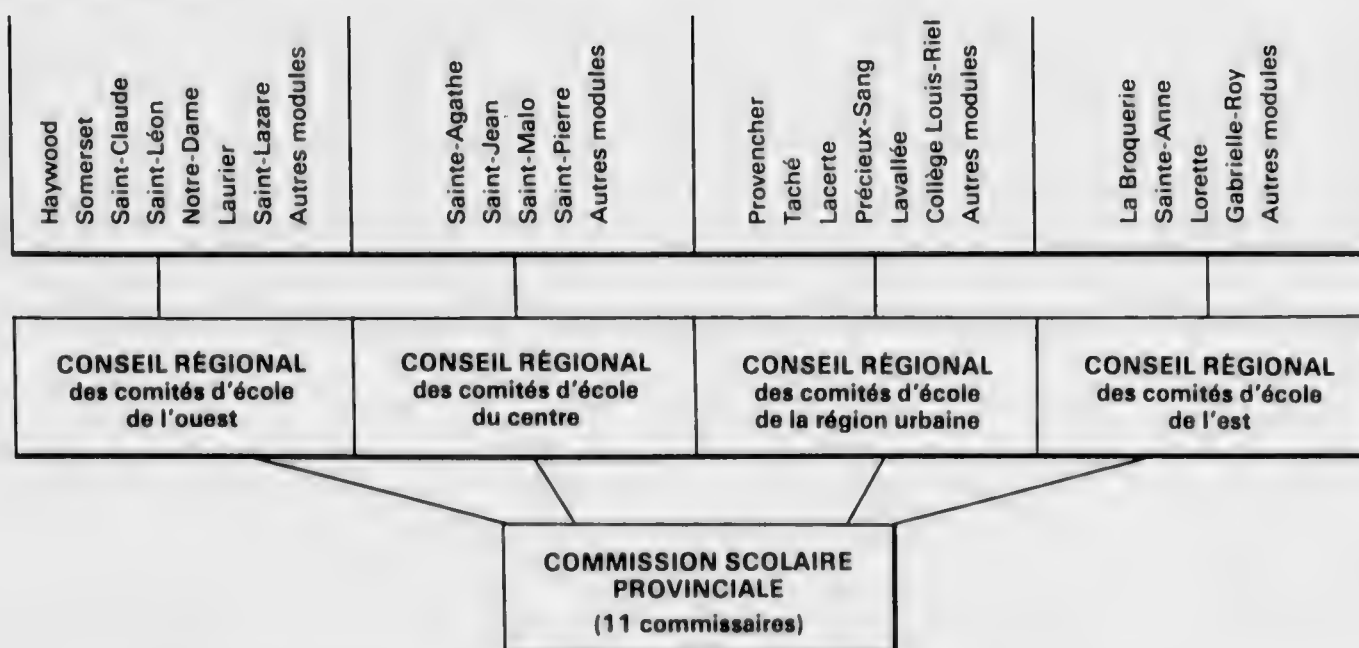 Haywood
Somerset
Saint-Claude
Saint-Léon
Notre-Dame
Laurier
Saint-Lazare
Autres modules
Sainte-Agathe
Saint-Jean
Saint-Malo
Saint-Pierre
Autres modules
Provencher
Taché
Lacerte
Précieux-Sang
Lavallée
Collège Louis-Riel
Autres modules
La Broquerie
Sainte-Anne
Lorette
Gabrielle-Roy
Autres modules
CONSEIL RÉGIONAL
des comités d'école
de l'ouest
CONSEIL RÉGIONAL
des comités d'école
du centre
CONSEIL RÉGIONAL
des comités d'école
de la région urbaine
CONSEIL RÉGIONAL
des comités d'école
de l'est
COMMISSION SCOLAIRE
PROVINCIALE
(11 commissaires)